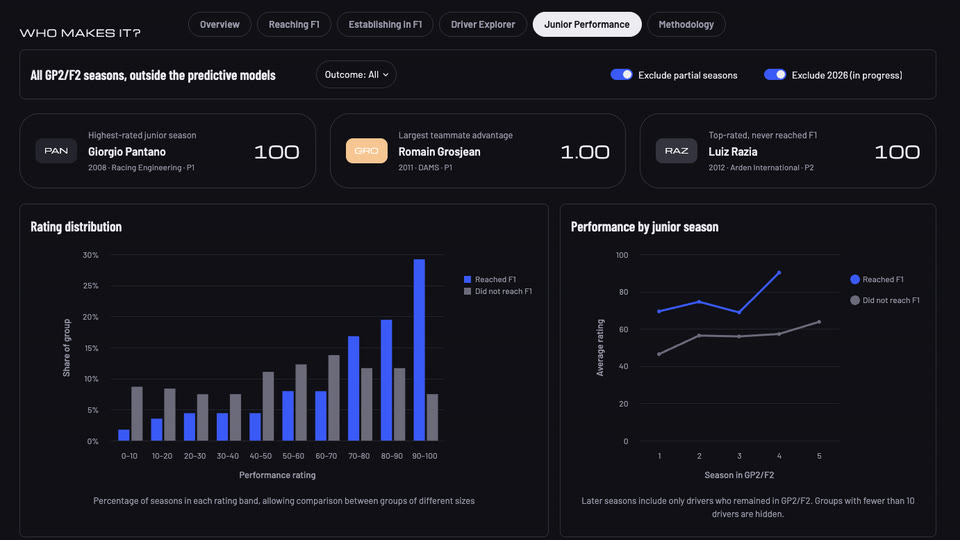 WHO MAKES IT?
Overview
Reaching F1
Establishing in F1
Driver Explorer
Junior Performance
Methodology
All GP2/F2 seasons, outside the predictive models
Outcome: All
Exclude partial seasons
Exclude 2026 (in progress)
PAN
Highest-rated junior season
Giorgio Pantano
2008 · Racing Engineering · P1
100
GRO
Largest teammate advantage
Romain Grosjean
2011 · DAMS · P1
1.00
RAZ
Top-rated, never reached F1
Luiz Razia
2012 · Arden International · P2
100
Rating distribution
30%
25%
20%
15%
10%
5%
0%
Share of group
0-10 10-20 20-30 30-40 40-50 50-60 60-70 70-80 80-90 90-100
Performance rating
Reached F1
Did not reach F1
Percentage of seasons in each rating band, allowing comparison between groups of different sizes
Performance by junior season
100
80
60
40
20
0
Average rating
1 2 3 4 5
Season in GP2/F2
Reached F1
Did not reach F1
Later seasons include only drivers who remained in GP2/F2. Groups with fewer than 10
drivers are hidden.